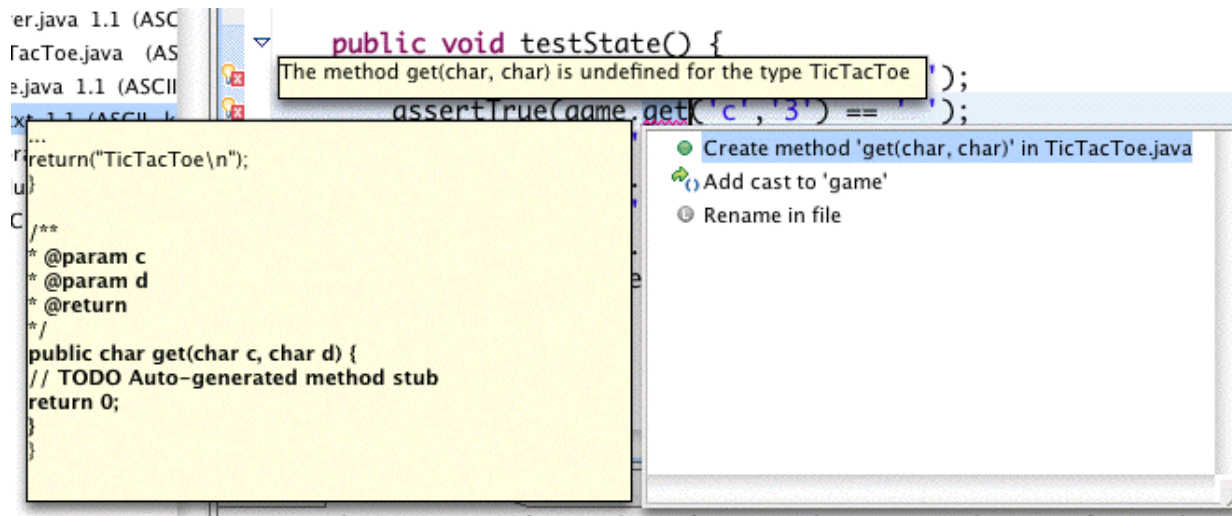 er.java 1.1 (ASC
TacToe.java (AS
e.java 1.1 (ASCII
public void testState() {
The method get(char, char) is undefined for the type TicTacToe
');
assertTrue(game.get('c','3') == ' ');
...
return("TicTacToe\n");
}
/**
* @param c
* @param d
* @return
*/
public char get(char c, char d) {
// TODO Auto-generated method stub
return 0;
}
}
Create method 'get(char, char)' in TicTacToe.java
Add cast to 'game'
Rename in file